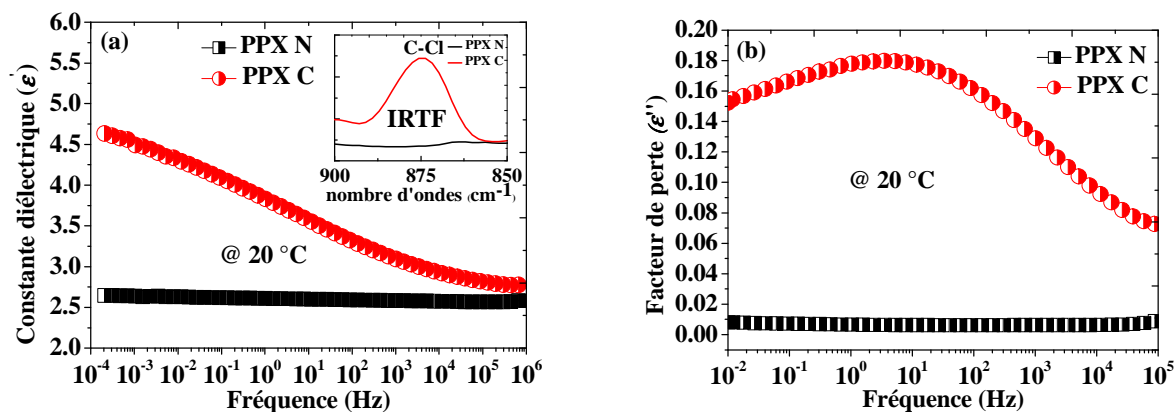 (a)
PPX N
PPX C
C-Cl
PPX N
PPX C
IRTF
900
875
850
nombre d'ondes (cm-1)
@ 20 °C
6.0
5.5
5.0
4.5
4.0
3.5
3.0
2.5
2.0
Constante diélectrique (ε')
10-4 10-3 10-2 10-1 100 101 102 103 104 105 106
Fréquence (Hz)
(b)
PPX N
PPX C
@ 20 °C
0.20
0.18
0.16
0.14
0.12
0.10
0.08
0.06
0.04
0.02
0.00
Facteur de perte (ε'')
10-2 10-1 100 101 102 103 104 105
Fréquence (Hz)